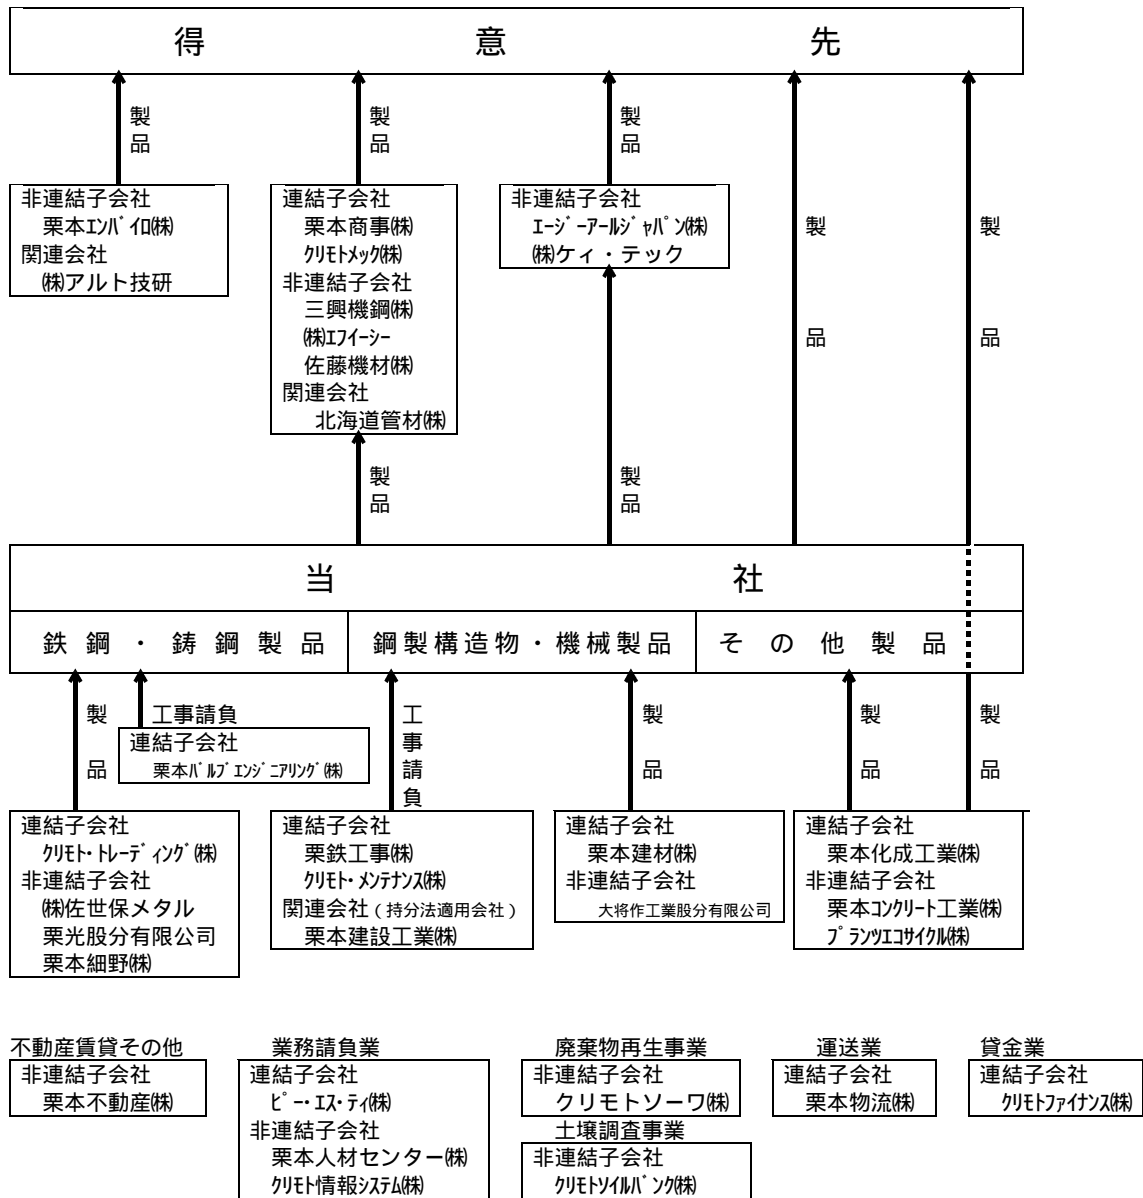 得意先
製品
製品
製品
製品
製品
非連結子会社
栗本エンバイロ㈱
関連会社
㈱アルト技研
連結子会社
栗本商事㈱
クリモトメック㈱
非連結子会社
三興機鋼㈱
㈱エフイーシー
佐藤機材㈱
関連会社
北海道管材㈱
非連結子会社
エージーアールジャパン㈱
㈱ケィ・テック
製品
製品
当社
鉄鋼・鋳鋼製品
鋼製構造物・機械製品
その他製品
製品
工事請負
連結子会社
栗本バルブエンジニアリング㈱
工事請負
製品
製品
製品
連結子会社
クリモト・トレーディング㈱
非連結子会社
㈱佐世保メタル
栗光股分有限公司
栗本細野㈱
連結子会社
栗鉄工事㈱
クリモト・メンテナンス㈱
関連会社(持分法適用会社)
栗本建設工業㈱
連結子会社
栗本建材㈱
非連結子会社
大将作工業股分有限公司
連結子会社
栗本化成工業㈱
非連結子会社
栗本コンクリート工業㈱
プランツエコサイクル㈱
不動産賃貸その他
非連結子会社
栗本不動産㈱
業務請負業
連結子会社
ピー・エス・ティ㈱
非連結子会社
栗本人材センター㈱
クリモト情報システム㈱
廃棄物再生事業
非連結子会社
クリモトソーワ㈱
土壌調査事業
非連結子会社
クリモトソイルバンク㈱
運送業
連結子会社
栗本物流㈱
貸金業
連結子会社
クリモトファイナンス㈱